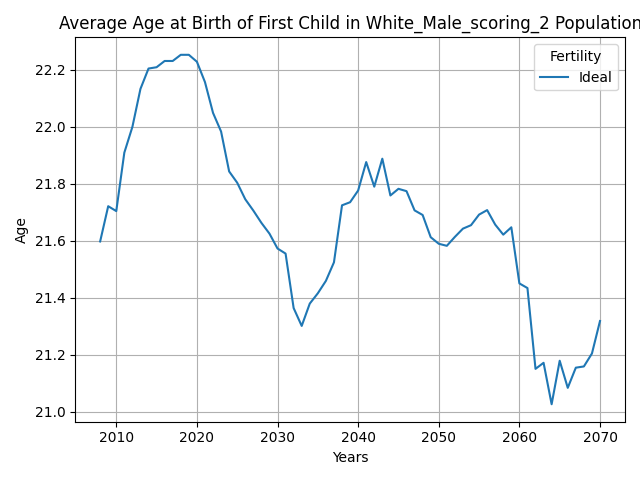 Average Age at Birth of First Child in White_Male_scoring_2 Population
Fertility
Ideal
Age
22.2
22.0
21.8
21.6
21.4
21.2
21.0
2010 2020 2030 2040 2050 2060 2070
Years